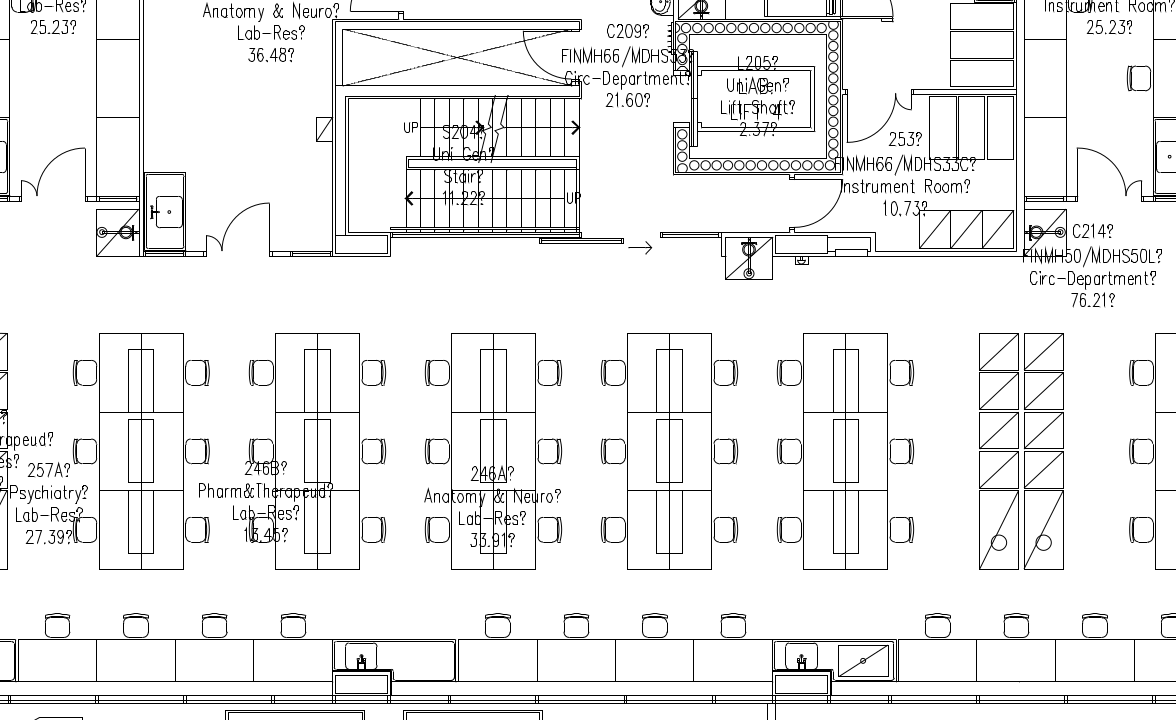 Lab-Res?
25.23?
Anatomy & Neuro?
Lab-Res?
36.48?
C209?
FINMH66/MDHS33?
Circ-Department?
21.60?
L205?
Uni Gen?
Lift Shaft?
2.37?
LIFT 4
Instrument Room?
25.23?
UP
S204?
Uni Gen?
Stair?
11.22?
UP
253?
FINMH66/MDHS33C?
Instrument Room?
10.73?
C214?
FINMH50/MDHS50L?
Circ-Department?
76.21?
257A?
Psychiatry?
Lab-Res?
27.39?
246B?
Pharm&Therapeud?
Lab-Res?
13.45?
246A?
Anatomy & Neuro?
Lab-Res?
33.91?